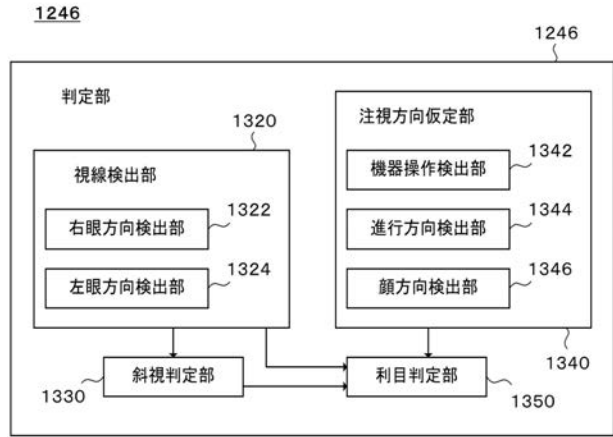 1246
1246
判定部
1320
視線検出部
右眼方向検出部
1322
左眼方向検出部
1324
注視方向仮定部
機器操作検出部
1342
進行方向検出部
1344
顔方向検出部
1346
1340
斜視判定部
1330
利目判定部
1350